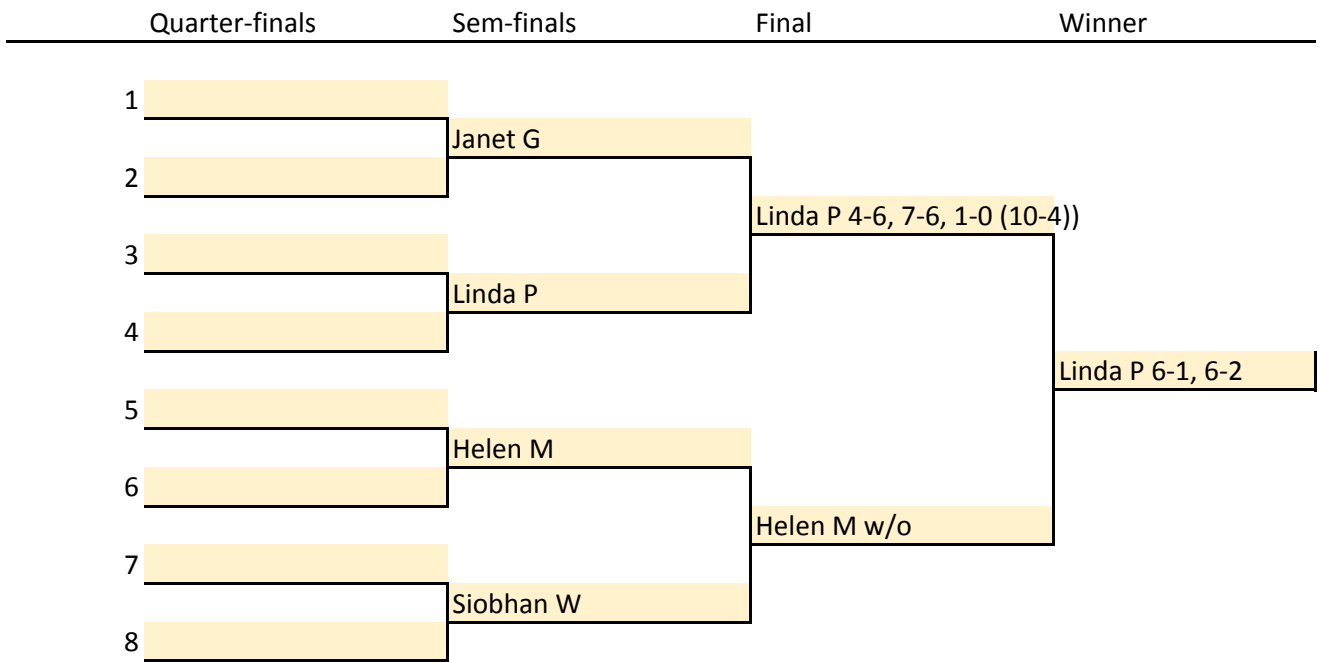 Quarter-finals Sem-finals Final Winner
1
Janet G
2
Linda P 4-6, 7-6, 1-0 (10-4))
3
Linda P
4
Linda P 6-1, 6-2
5
Helen M
6
Helen M w/o
7
Siobhan W
8